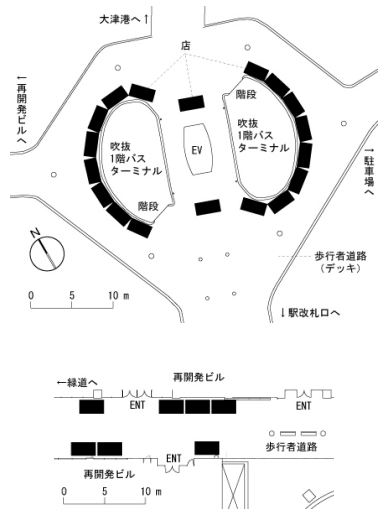 大津港へ↑
店
←再開発ビルへ
階段
吹抜
1階バス
ターミナル
EV
階段
吹抜
1階バス
ターミナル
→駐車場へ
N
歩行者道路
(デッキ)
0 5 10 m
↓駅改札口へ
←緑道へ
再開発ビル
ENT
ENT
ENT
歩行者道路
再開発ビル
0 5 10 m